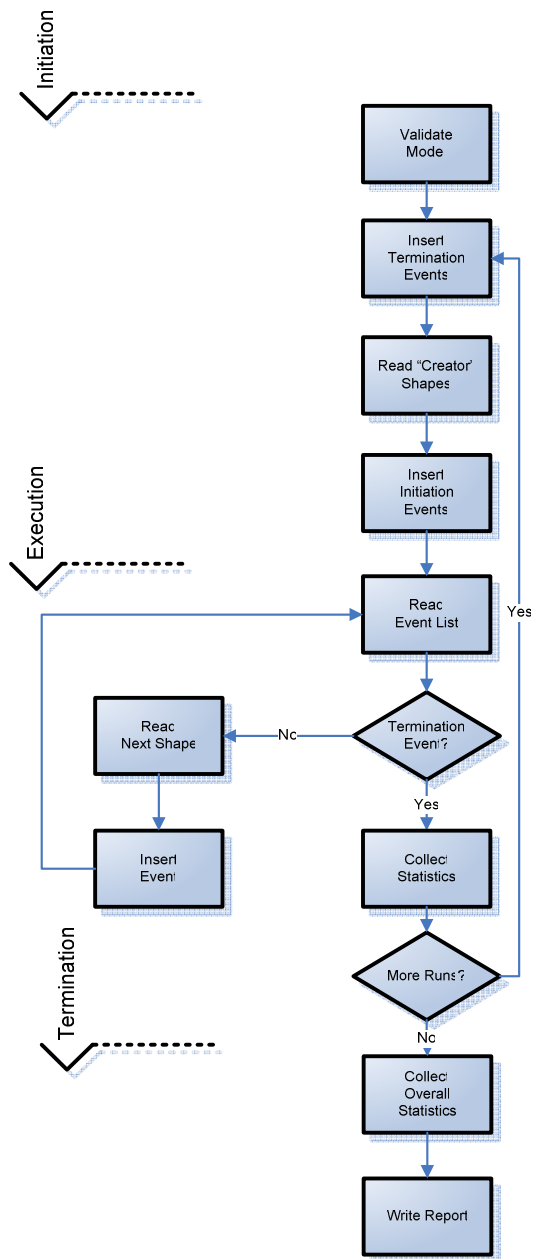 Initiation
Validate
Mode
Insert
Termination
Events
Read “Creator’
Shapes
Insert
Initiation
Events
Execution
Read
Event List
Yes
Termination
Event?
No
Read
Next Shape
Yes
Insert
Event
Collect
Statistics
Termination
More Runs?
No
Collect
Overall
Statistics
Write Report